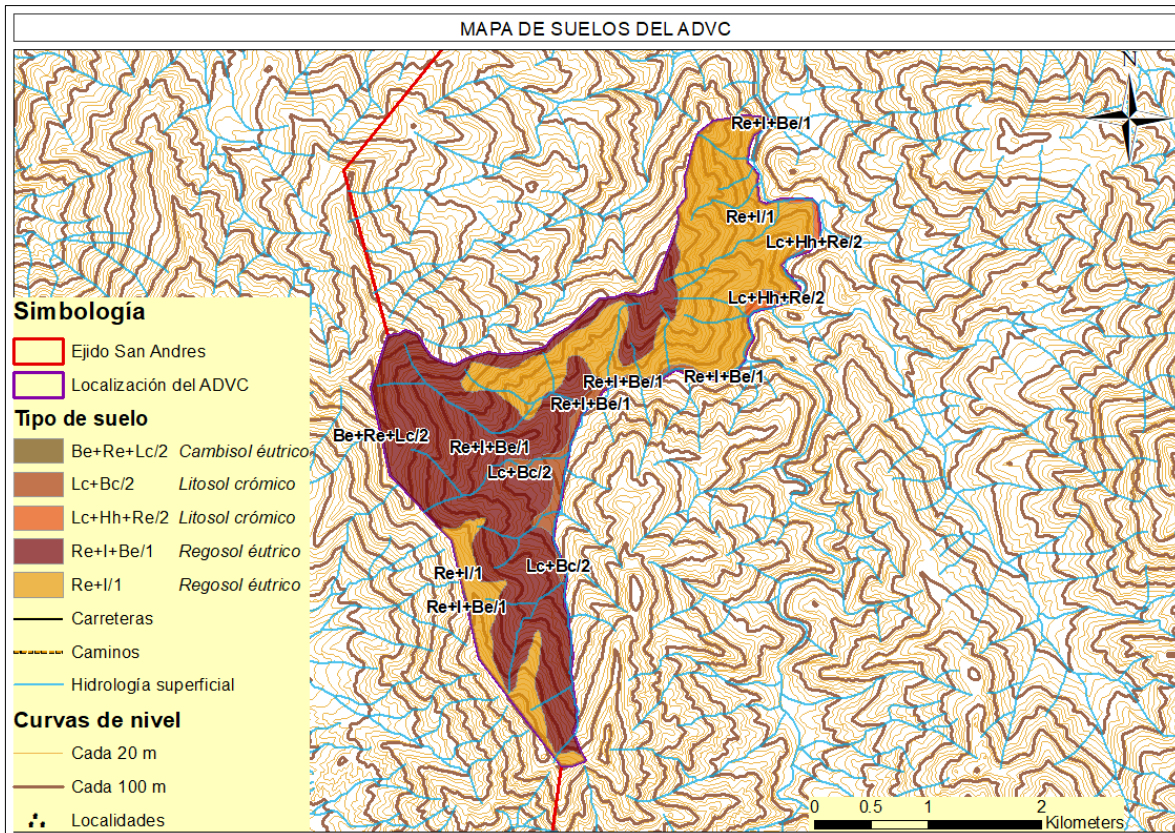 MAPA DE SUELOS DEL ADVC
N
Re+I+Be/1
Re+I/1
Lc+Hh+Re/2
Lc+Hh+Re/2
Re+I+Be/1
Re+I+Be/1
Re+I+Be/1
Be+Re+Lc/2
Re+I+Be/1
Lc+Bc/2
Lc+Bc/2
Re+I/1
Re+I+Be/1
Simbología
Ejido San Andres
Localización del ADVC
Tipo de suelo
Be+Re+Lc/2 Cambisol éutrico
Lc+Bc/2 Litosol crómico
Lc+Hh+Re/2 Litosol crómico
Re+I+Be/1 Regosol éutrico
Re+I/1 Regosol éutrico
Carreteras
Caminos
Hidrología superficial
Curvas de nivel
Cada 20 m
Cada 100 m
Localidades
0 0.5 1 2
Kilometers